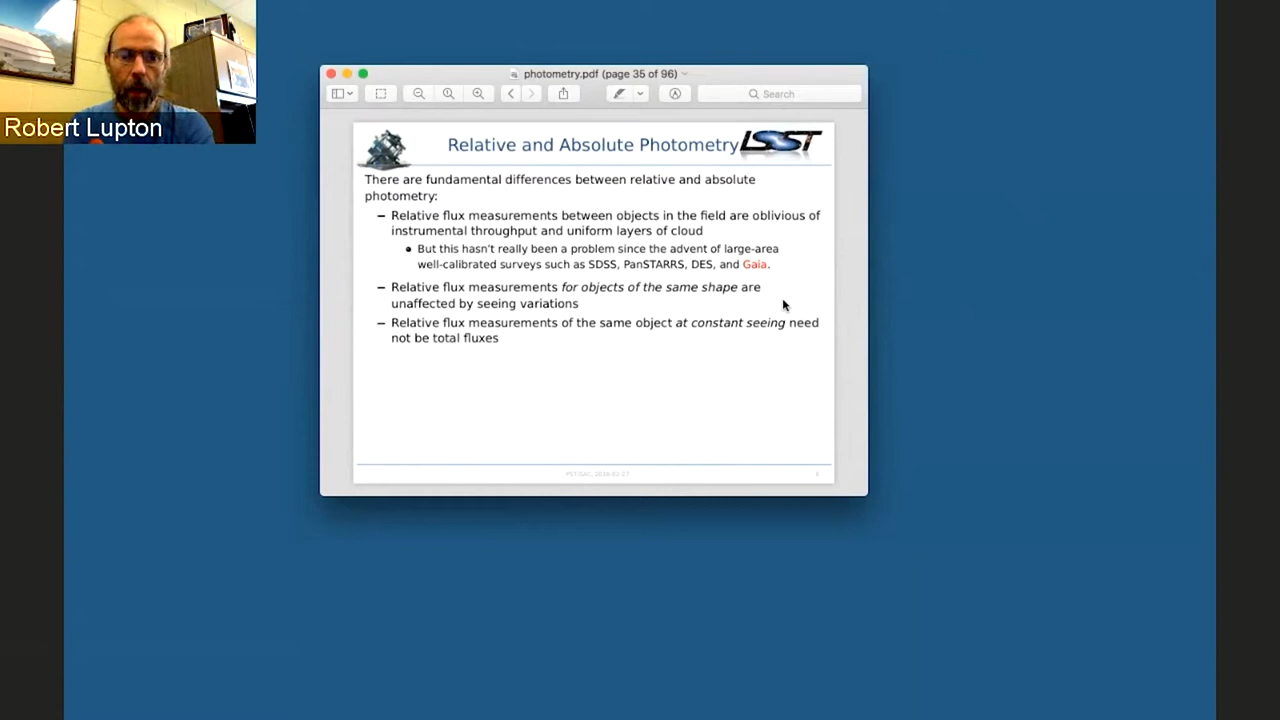 Robert Lupton
photometry.pdf (page 35 of 96)
Search
Relative and Absolute Photometry
LSST
There are fundamental differences between relative and absolute
photometry:
– Relative flux measurements between objects in the field are oblivious of
instrumental throughput and uniform layers of cloud
• But this hasn't really been a problem since the advent of large-area
well-calibrated surveys such as SDSS, PanSTARRS, DES, and Gaia.
– Relative flux measurements for objects of the same shape are
unaffected by seeing variations
– Relative flux measurements of the same object at constant seeing need
not be total fluxes